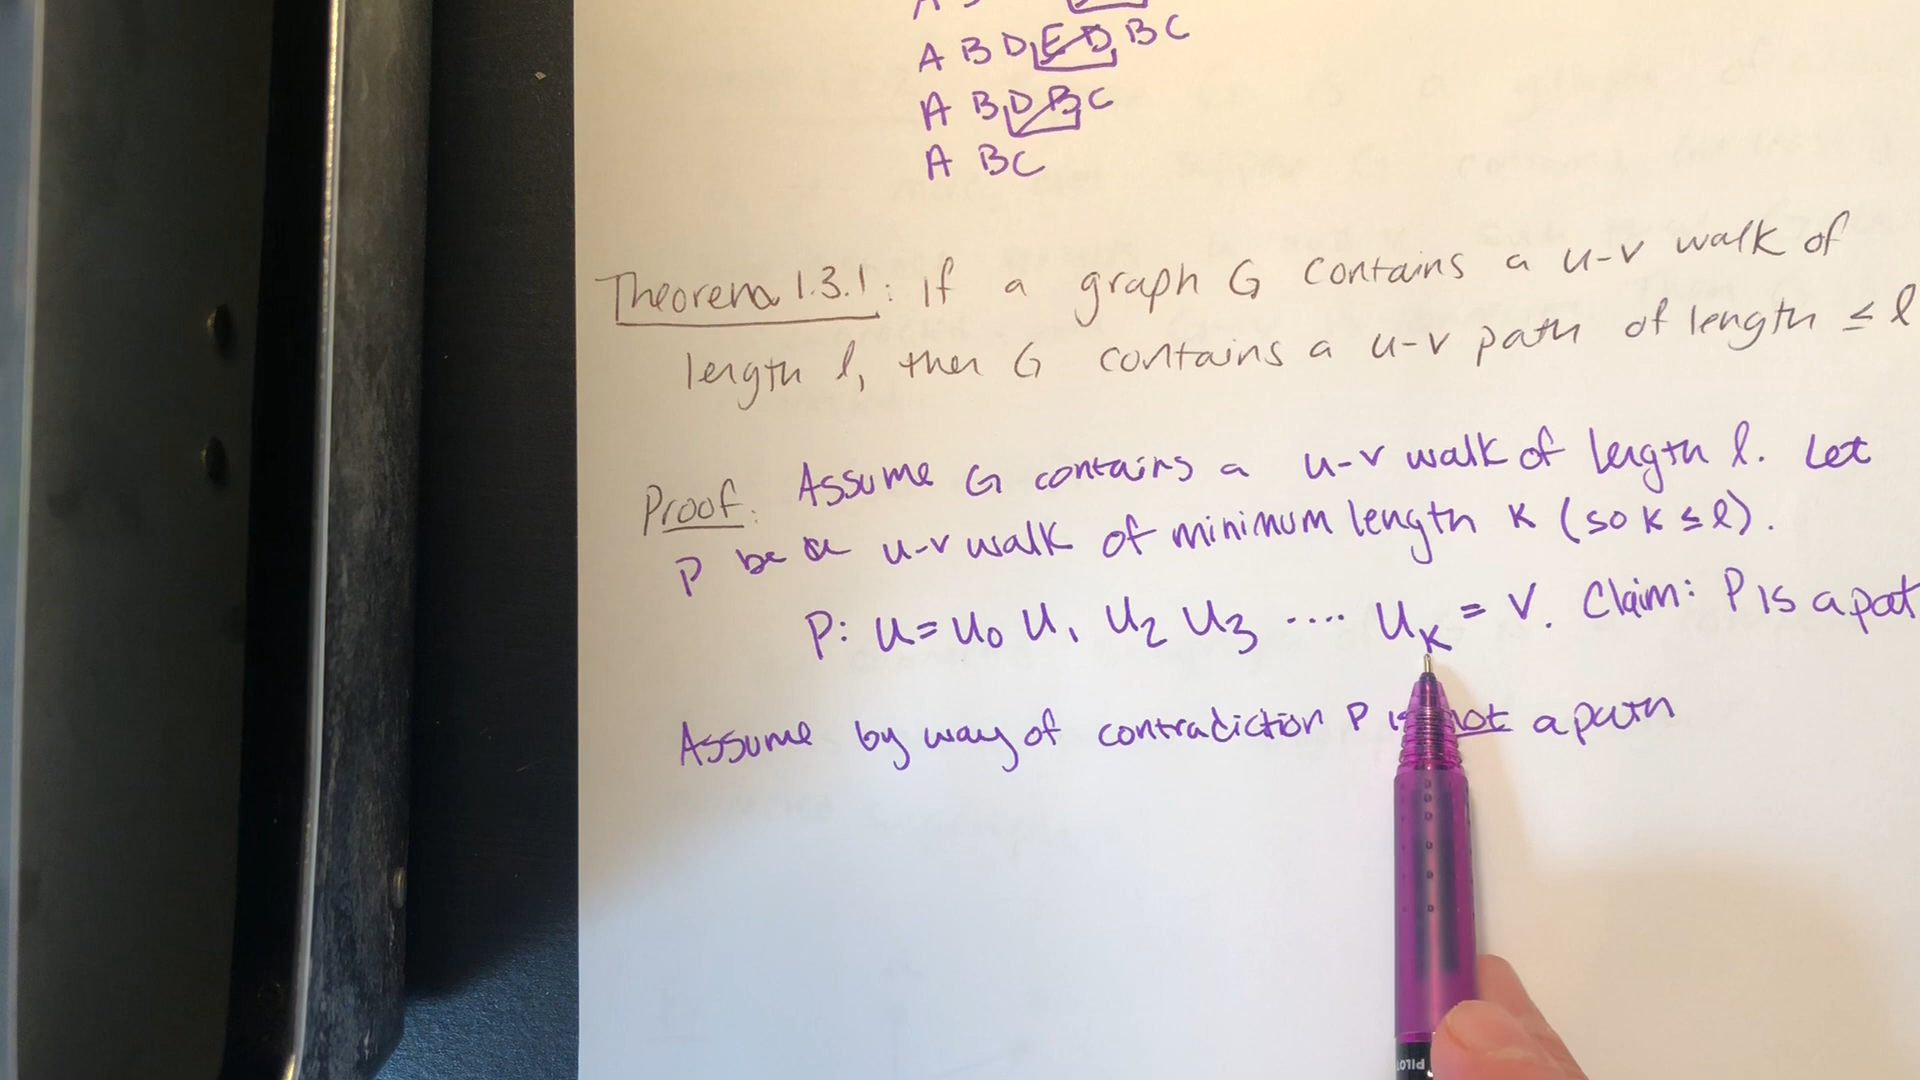 A B D E D B C
A B D B C
A B C
Theorem 1.3.1: If a graph G contains a u-v walk of
length l, then G contains a u-v path of length ≤ l
Proof: Assume G contains a u-v walk of length l. Let
P be a u-v walk of minimum length K (so K ≤ l).
P: u = u₀ u₁ u₂ u₃ .... u_K = v. Claim: P is a pat
Assume by way of contradiction P is not a path
PILOT